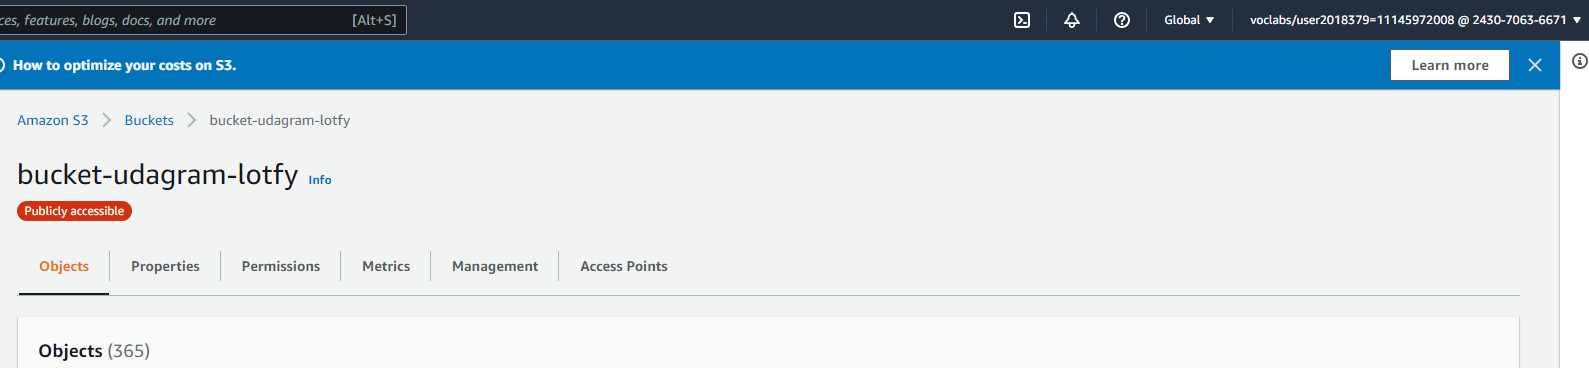 ces, features, blogs, docs, and more [Alt+S] Global voclabs/user2018379=11145972008 @ 2430-7063-6671
How to optimize your costs on S3. Learn more
Amazon S3 Buckets bucket-udagram-lotfy
bucket-udagram-lotfy Info
Publicly accessible
Objects Properties Permissions Metrics Management Access Points
Objects (365)